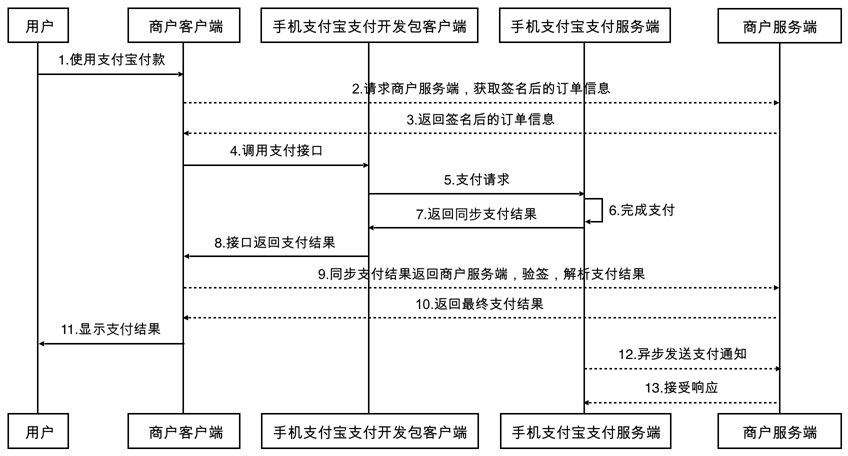 用户
商户客户端
手机支付宝支付开发包客户端
手机支付宝支付服务端
商户服务端
1.使用支付宝付款
2.请求商户服务端，获取签名后的订单信息
3.返回签名后的订单信息
4.调用支付接口
5.支付请求
6.完成支付
7.返回同步支付结果
8.接口返回支付结果
9.同步支付结果返回商户服务端，验签，解析支付结果
10.返回最终支付结果
11.显示支付结果
12.异步发送支付通知
13.接受响应
用户
商户客户端
手机支付宝支付开发包客户端
手机支付宝支付服务端
商户服务端